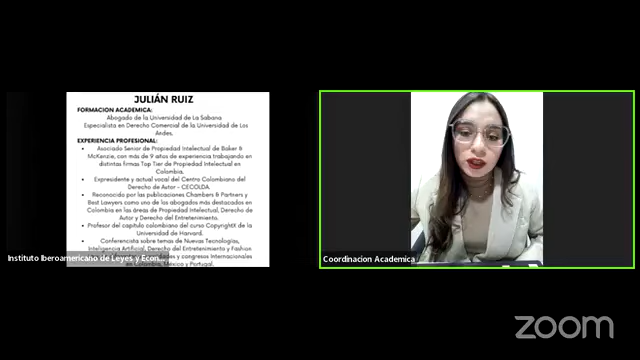 JULIÁN RUIZ
FORMACION ACADEMICA:
Abogado de la Universidad de La Sabana
Especialista en Derecho Comercial de la Universidad de Los
Andes.
EXPERIENCIA PROFESIONAL:
Asociado Senior de Propiedad Intelectual de Baker &
McKenzie, con más de 9 años de experiencia trabajando en
distintas firmas Top Tier de Propiedad Intelectual en
Colombia.
Expresidente y actual vocal del Centro Colombiano del
Derecho de Autor - CECOLDA.
Reconocido por las publicaciones Chambers & Partners y
Best Lawyers como uno de los abogados más destacados en
Colombia en las áreas de Propiedad Intelectual, Derecho de
Autor y Derecho del Entretenimiento.
Profesor del capítulo colombiano del curso CopyrightX de la
Universidad de Harvard.
Conferencista sobre temas de Nuevas Tecnologías,
Inteligencia Artificial, Derecho del Entretenimiento y Fashion
y congresos Internacionales
en Colombia, México y Portugal.
Instituto Iberoamericano de Leyes y Econ...
Coordinacion Academica
zoom